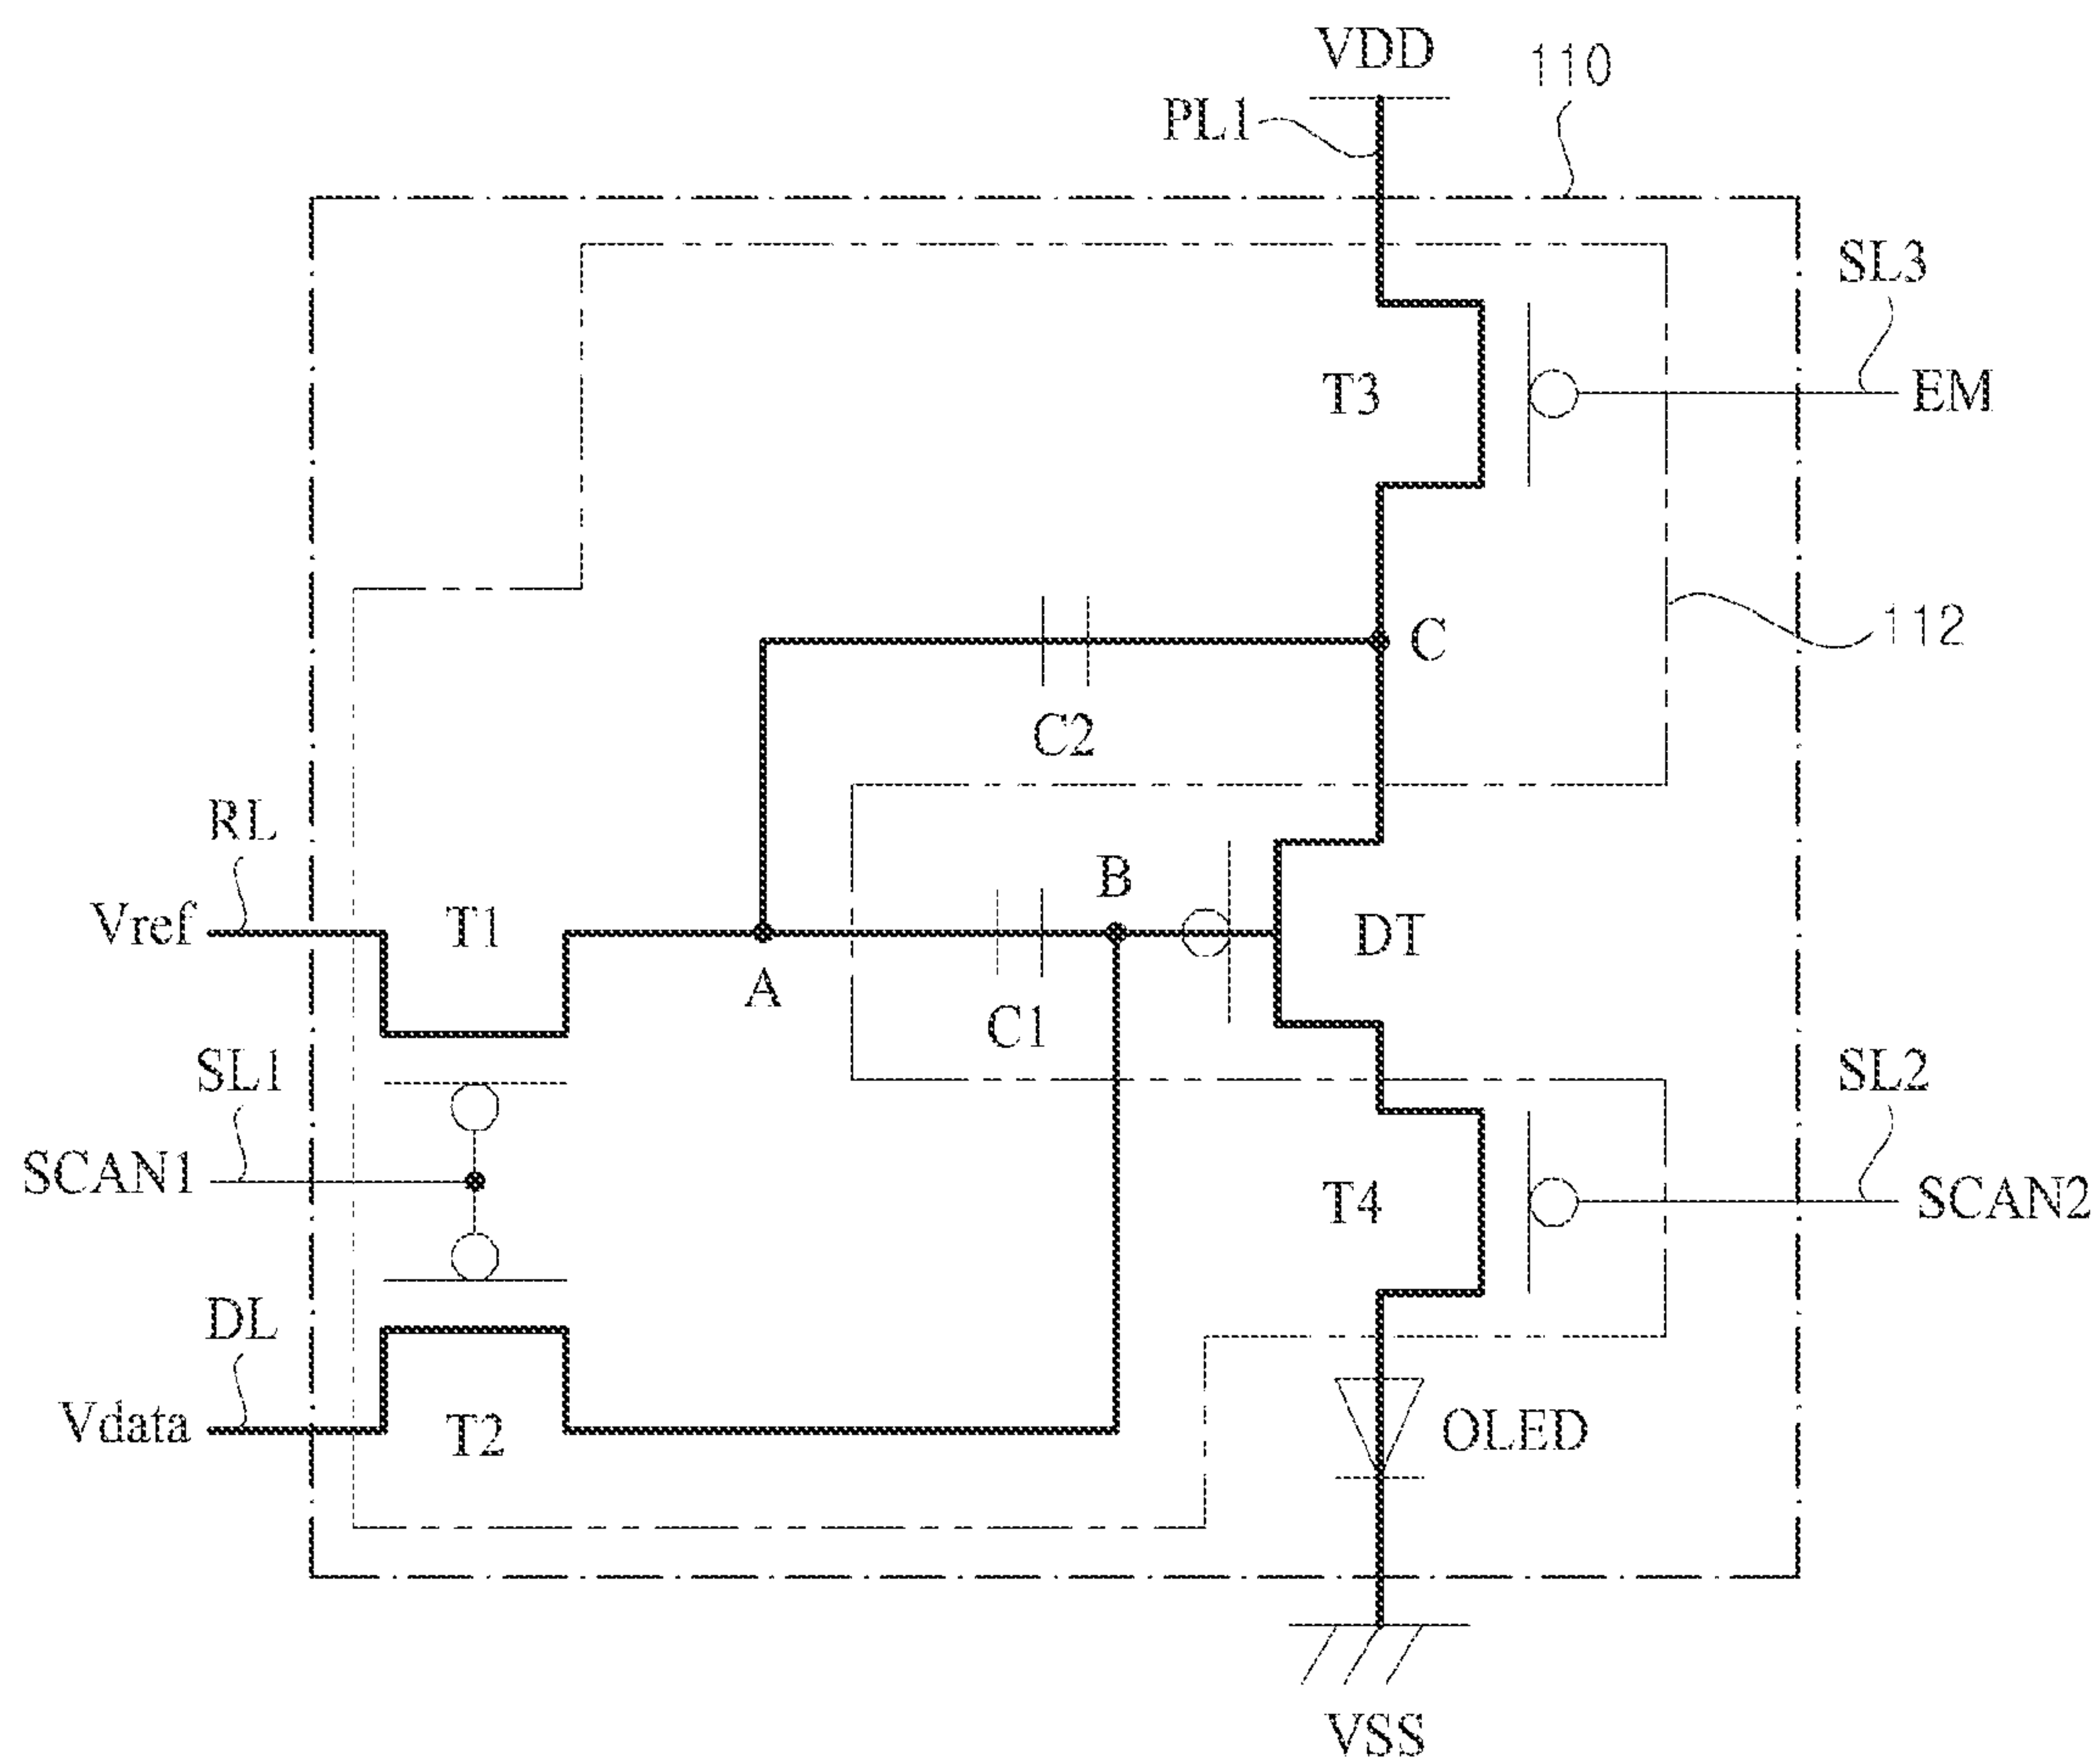 VDD
110
PL1
SL3
T3
EM
C
112
C2
RL
B
Vref
T1
DT
A
C1
SL1
SL2
SCAN1
T4
SCAN2
DL
Vdata
T2
OLED
VSS